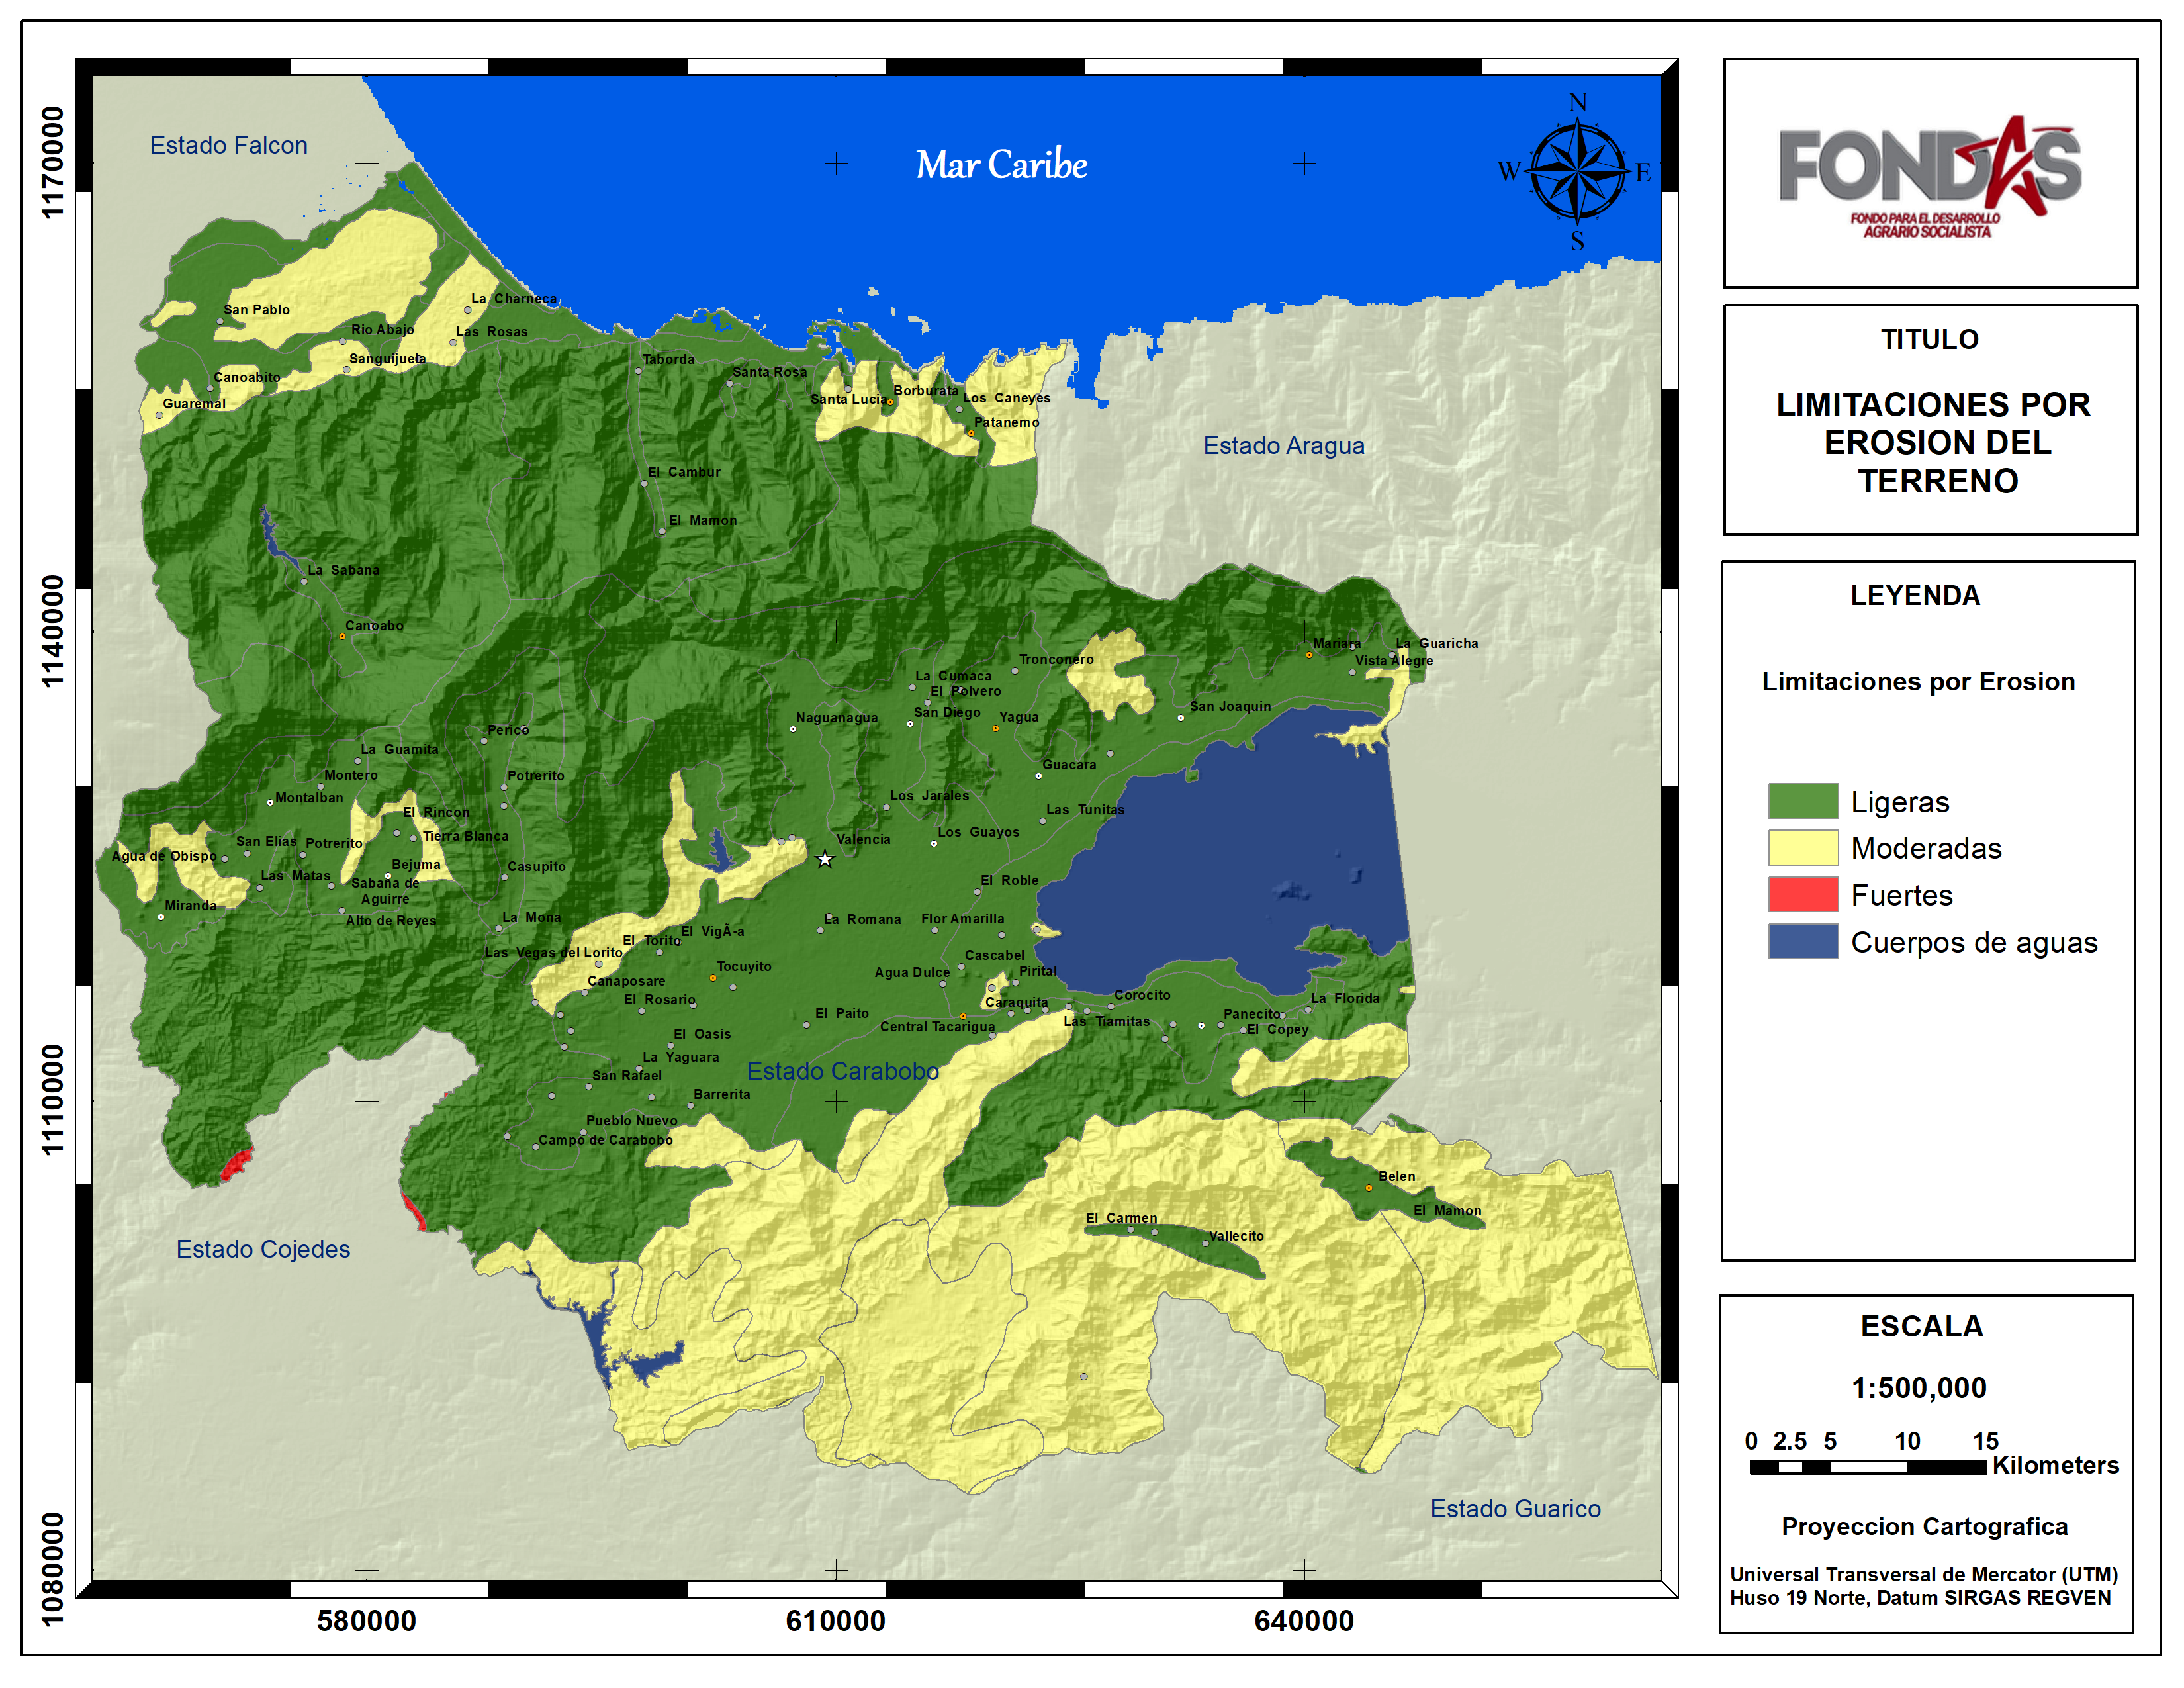 Estado Falcon
Mar Caribe
N
W
E
S
Estado Aragua
Estado Carabobo
Estado Cojedes
Estado Guarico
San Pablo
La Charneca
Rio Abajo
Las Rosas
Sanguijuela
Canoabito
Guaremal
Taborda
Santa Rosa
Santa Lucia
Borburata
Los Caneyes
Patanemo
El Cambur
El Mamon
La Sabana
Canoabo
Tronconero
Mariara
La Guaricha
Vista Alegre
La Cumaca
El Polvero
San Diego
Yagua
San Joaquin
Naguanagua
Perico
La Guamita
Montero
Potrerito
Montalban
Guacara
El Rincon
Los Jarales
Las Tunitas
Tierra Blanca
Valencia
Los Guayos
San Elias
Potrerito
Agua de Obispo
Bejuma
Casupito
Las Matas
Sabana de
Aguirre
El Roble
Miranda
Alto de Reyes
La Mona
La Romana
Flor Amarilla
El Torito
El VigÃ-a
Las Vegas del Lorito
Cascabel
Tocuyito
Agua Dulce
Pirital
Canaposare
El Rosario
Caraquita
Corocito
La Florida
El Paito
Central Tacarigua
Las Tiamitas
Panecito
El Copey
El Oasis
La Yaguara
San Rafael
Barrerita
Pueblo Nuevo
Campo de Carabobo
Belen
El Mamon
El Carmen
Vallecito
1170000
1140000
1110000
1080000
580000
610000
640000
FONDAS
FONDO PARA EL DESARROLLO
AGRARIO SOCIALISTA
TITULO
LIMITACIONES POR
EROSION DEL
TERRENO
LEYENDA
Limitaciones por Erosion
Ligeras
Moderadas
Fuertes
Cuerpos de aguas
ESCALA
1:500,000
0 2.5 5 10 15
Kilometers
Proyeccion Cartografica
Universal Transversal de Mercator (UTM)
Huso 19 Norte, Datum SIRGAS REGVEN